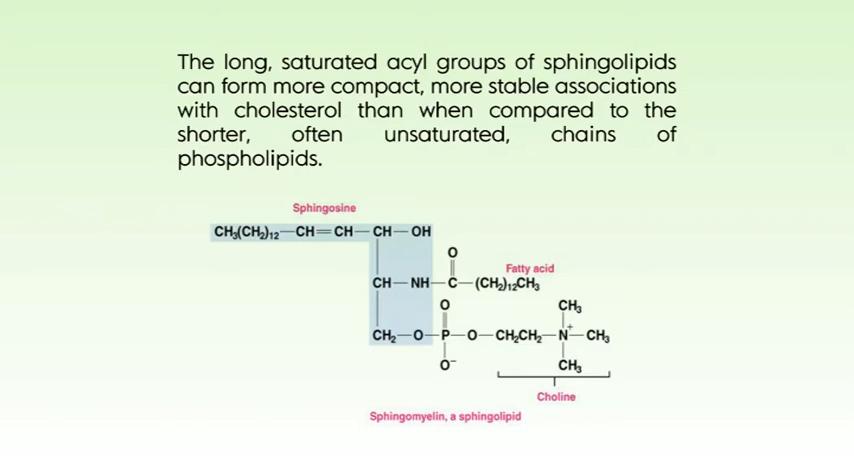 The long, saturated acyl groups of sphingolipids
can form more compact, more stable associations
with cholesterol than when compared to the
shorter, often unsaturated, chains of
phospholipids.
Sphingosine
CH₃(CH₂)₁₂—CH=CH—CH—OH
O
Fatty acid
CH—NH—C—(CH₂)₁₂CH₃
O CH₃
CH₂—O—P—O—CH₂CH₂—N⁺—CH₃
O⁻ CH₃
Choline
Sphingomyelin, a sphingolipid